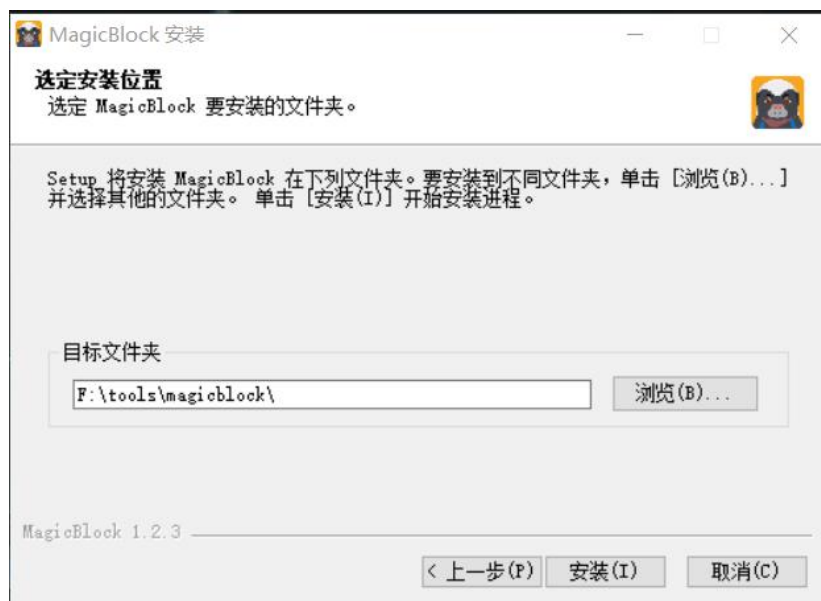 MagicBlock 安装
选定安装位置
选定 MagicBlock 要安装的文件夹。
Setup 将安装 MagicBlock 在下列文件夹。要安装到不同文件夹，单击 [浏览(B)...]
并选择其他的文件夹。 单击 [安装(I)] 开始安装进程。
目标文件夹
F:\tools\magicblock\
浏览(B)...
MagicBlock 1.2.3
< 上一步(P) 安装(I) 取消(C)